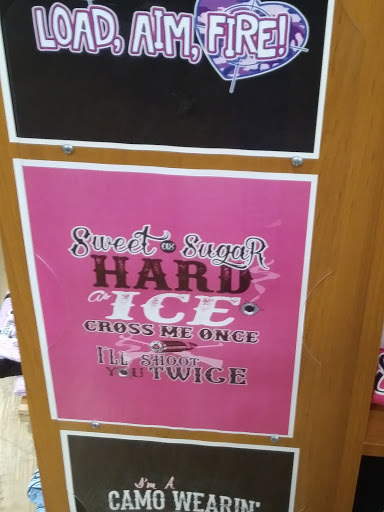 LOAD, AIM, FIRE!
Sweet as SugaR
HARD
as ICE
CROSS ME ONCE
I'LL SHOOT
YOU TWICE
I'm A
CAMO WEARIN'